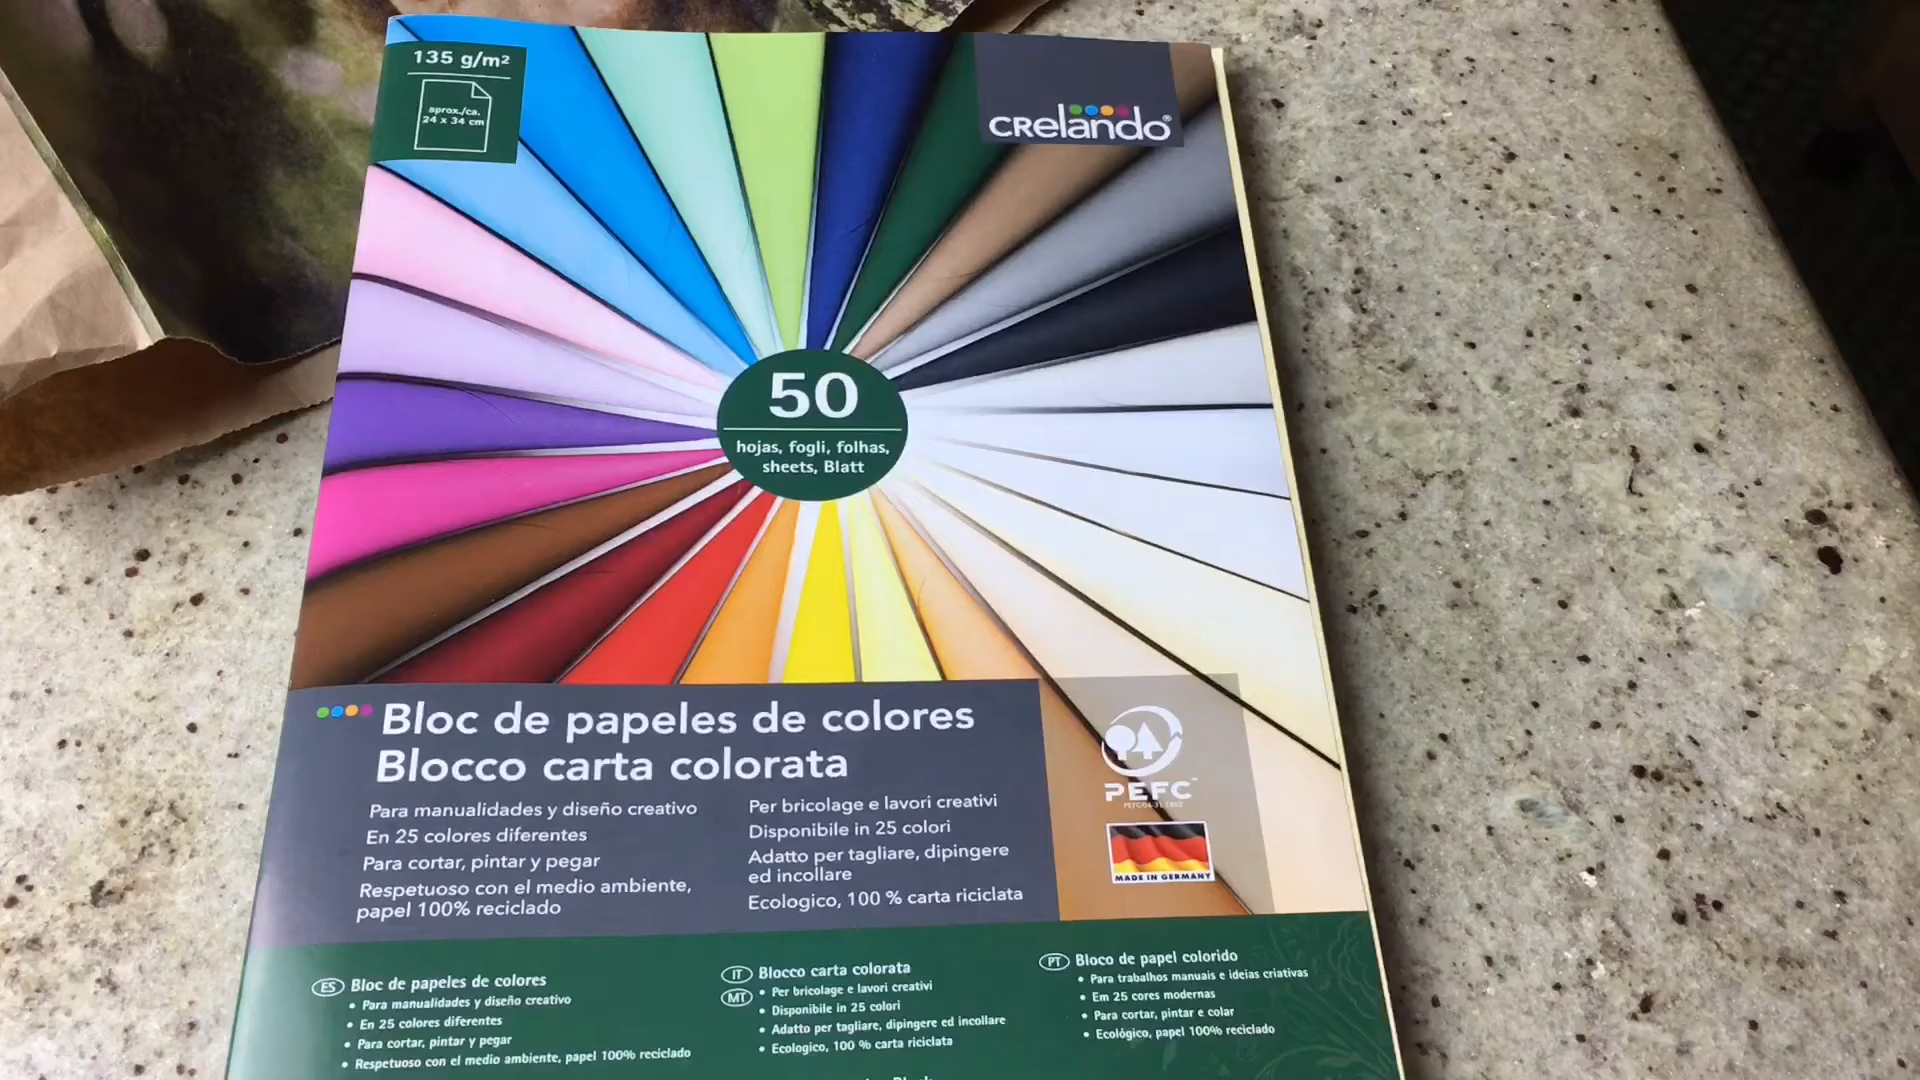 135 g/m²
aprox./ca.
24 x 34 cm
CRelando®
50
hojas, fogli, folhas,
sheets, Blatt
Bloc de papeles de colores
Blocco carta colorata
Para manualidades y diseño creativo
En 25 colores diferentes
Para cortar, pintar y pegar
Respetuoso con el medio ambiente,
papel 100% reciclado
Per bricolage e lavori creativi
Disponibile in 25 colori
Adatto per tagliare, dipingere
ed incollare
Ecologico, 100 % carta riciclata
PEFC™
MADE IN GERMANY
ES Bloc de papeles de colores
• Para manualidades y diseño creativo
• En 25 colores diferentes
• Para cortar, pintar y pegar
• Respetuoso con el medio ambiente, papel 100% reciclado
IT MT Blocco carta colorata
• Per bricolage e lavori creativi
• Disponibile in 25 colori
• Adatto per tagliare, dipingere ed incollare
• Ecologico, 100 % carta riciclata
PT Bloco de papel colorido
• Para trabalhos manuais e ideias criativas
• Em 25 cores modernas
• Para cortar, pintar e colar
• Ecológico, papel 100% reciclado